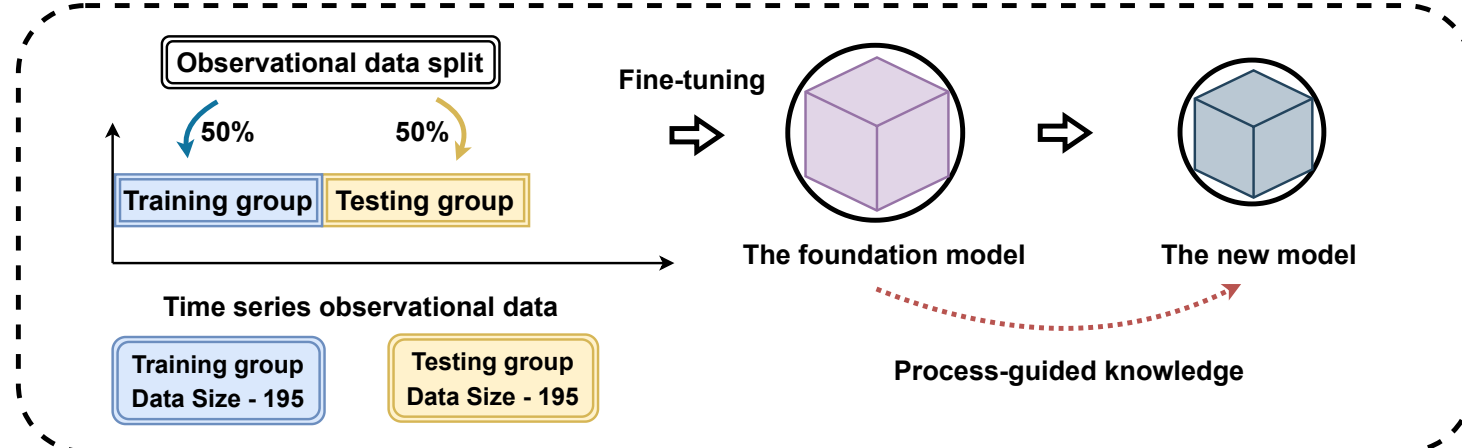 Observational data split
50%
50%
Training group
Testing group
Time series observational data
Training group
Data Size - 195
Testing group
Data Size - 195
Fine-tuning
The foundation model
The new model
Process-guided knowledge